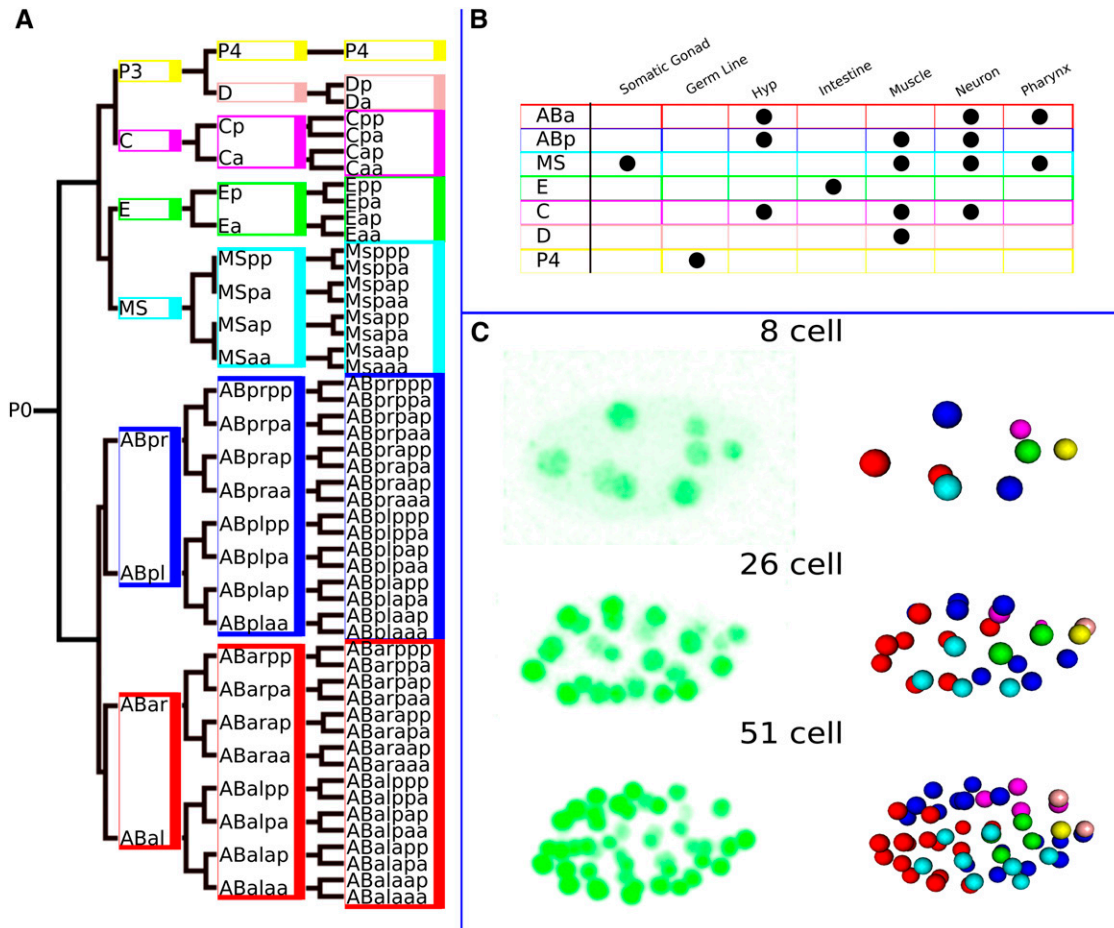 A
P0
P3
C
E
MS
ABpr
ABpl
ABar
ABal
P4
D
Cp
Ca
Ep
Ea
MSpp
MSpa
MSap
MSaa
ABprpp
ABprpa
ABprap
ABpraa
ABplpp
ABplpa
ABplap
ABplaa
ABarpp
ABarpa
ABarap
ABaraa
ABalpp
ABalpa
ABalap
ABalaa
P4
Dp
Da
Cpp
Cpa
Cap
Caa
Epp
Epa
Eap
Eaa
Msppp
Msppa
Mspap
Mspaa
Msapp
Msapa
Msaap
Msaaa
ABprppp
ABprppa
ABprpap
ABprpaa
ABprapp
ABprapa
ABpraap
ABpraaa
ABplppp
ABplppa
ABplpap
ABplpaa
ABplapp
ABplapa
ABplaap
ABplaaa
ABarppp
ABarppa
ABarpap
ABarpaa
ABarapp
ABarapa
ABaraap
ABaraaa
ABalppp
ABalppa
ABalpap
ABalpaa
ABalapp
ABalapa
ABalaap
ABalaaa
B
Somatic Gonad
Germ Line
Hyp
Intestine
Muscle
Neuron
Pharynx
ABa
ABp
MS
E
C
D
P4
C
8 cell
26 cell
51 cell